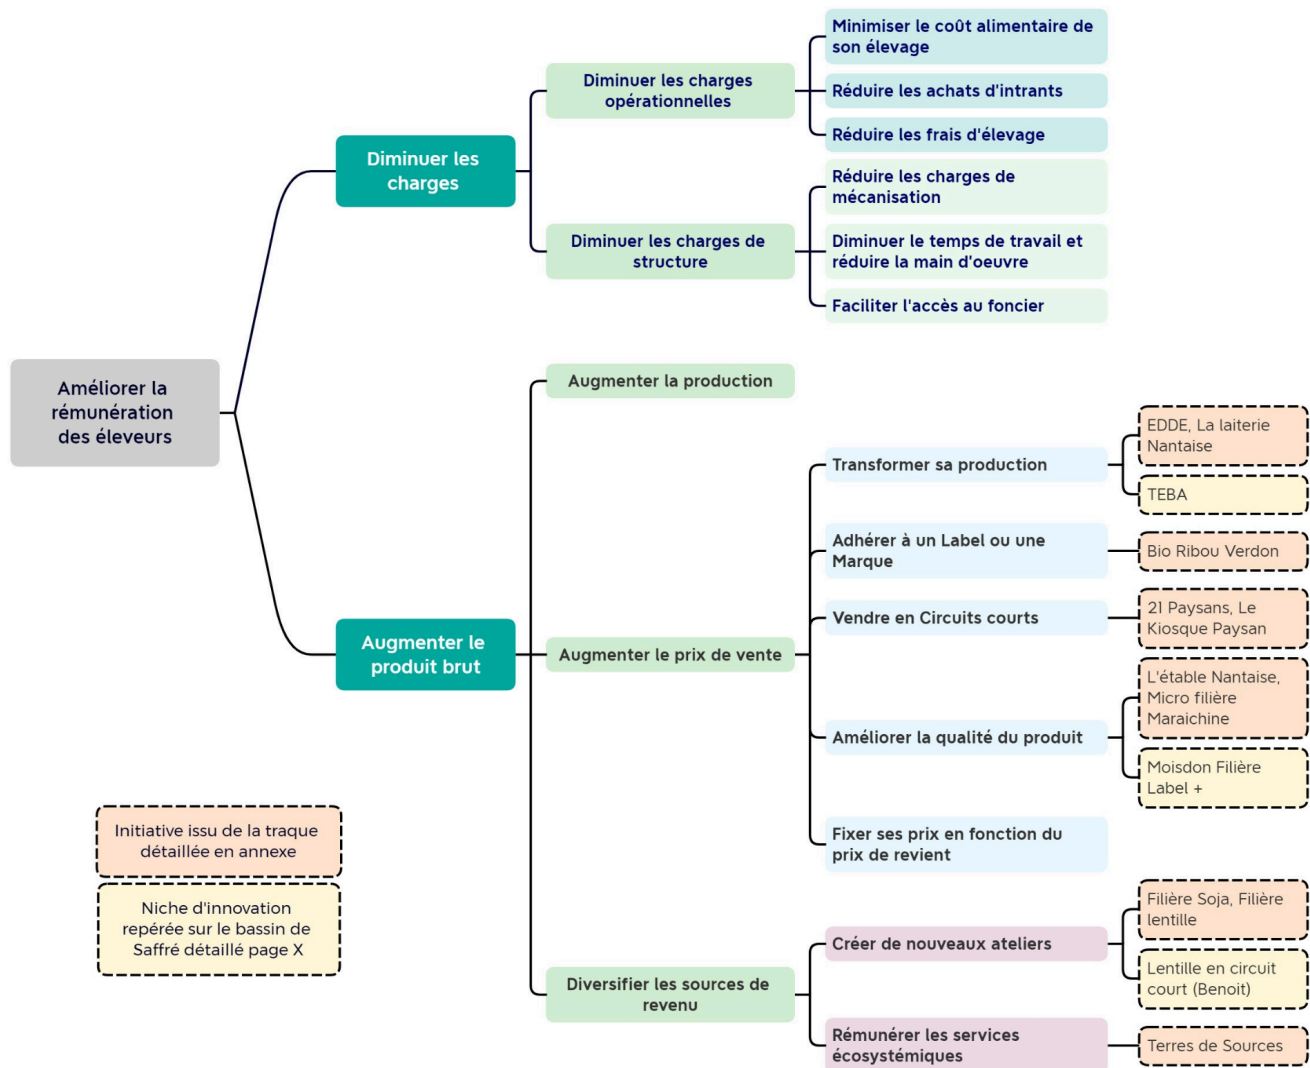 Minimiser le coût alimentaire de
son élevage
Diminuer les charges
opérationnelles
Réduire les achats d'intrants
Réduire les frais d'élevage
Diminuer les
charges
Réduire les charges de
mécanisation
Diminuer les charges de
structure
Diminuer le temps de travail et
réduire la main d'oeuvre
Faciliter l'accès au foncier
Améliorer la
rémunération
des éleveurs
Augmenter la production
EDDE, La laiterie
Nantaise
Transformer sa production
TEBA
Adhérer à un Label ou une
Marque
Bio Ribou Verdon
Vendre en Circuits courts
21 Paysans, Le
Kiosque Paysan
Augmenter le
produit brut
Augmenter le prix de vente
L'étable Nantaise,
Micro filière
Maraichine
Améliorer la qualité du produit
Moisdon Filière
Label +
Fixer ses prix en fonction du
prix de revient
Initiative issu de la traque
détaillée en annexe
Niche d'innovation
repérée sur le bassin de
Saffré détaillé page X
Filière Soja, Filière
lentille
Créer de nouveaux ateliers
Lentille en circuit
court (Benoit)
Diversifier les sources de
revenu
Rémunérer les services
écosystémiques
Terres de Sources